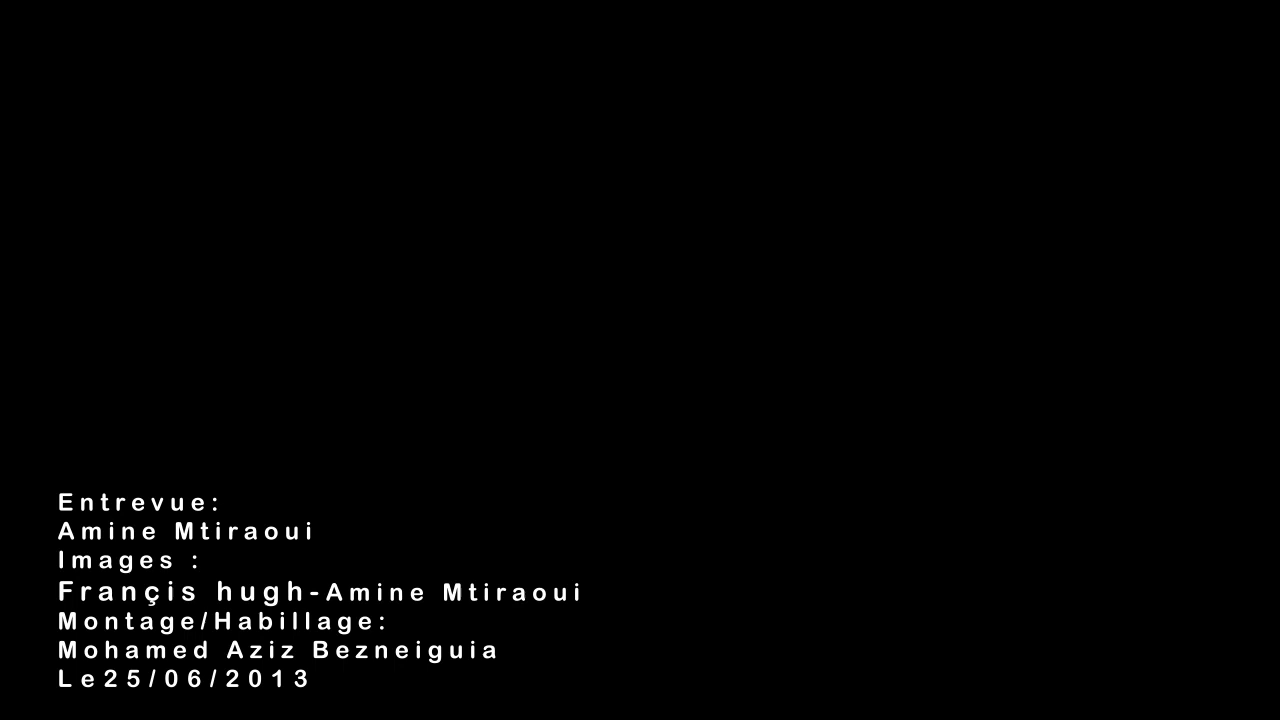 Entrevue:
Amine Mtiraoui
Images :
Françis hugh-Amine Mtiraoui
Montage/Habillage:
Mohamed Aziz Bezneiguia
Le25/06/2013